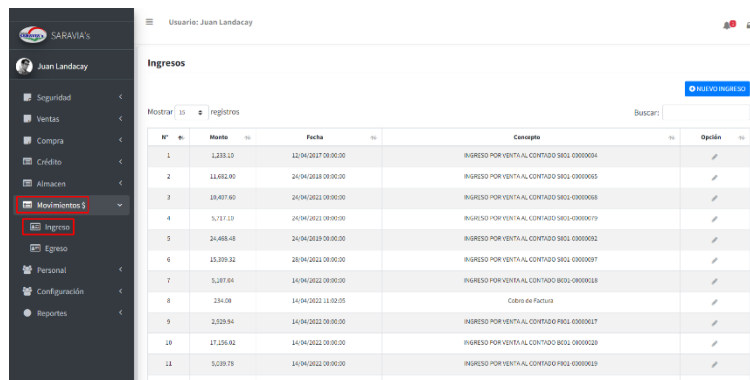 SARAVIA's
Juan Landacay
Seguridad
Ventas
Compra
Crédito
Almacen
Movimientos $
Ingreso
Egreso
Personal
Configuración
Reportes
Usuario: Juan Landacay
Ingresos
NUEVO INGRESO
Mostrar 15 registros
Buscar:
N° Monto Fecha Concepto Opción
1 1,233.10 12/04/2017 00:00:00 INGRESO POR VENTA AL CONTADO S001-00000004
2 11,682.00 24/04/2018 00:00:00 INGRESO POR VENTA AL CONTADO S001-00000065
3 18,407.60 24/04/2021 00:00:00 INGRESO POR VENTA AL CONTADO S001-00000068
4 5,717.10 24/04/2021 00:00:00 INGRESO POR VENTA AL CONTADO S001-00000079
5 24,468.48 24/04/2019 00:00:00 INGRESO POR VENTA AL CONTADO S001-00000092
6 15,309.32 28/04/2021 00:00:00 INGRESO POR VENTA AL CONTADO S001-00000097
7 5,187.04 14/04/2022 00:00:00 INGRESO POR VENTA AL CONTADO B001-00000018
8 234.00 14/04/2022 11:02:05 Cobro de Factura
9 2,929.94 14/04/2022 00:00:00 INGRESO POR VENTA AL CONTADO F001-00000017
10 17,156.02 14/04/2022 00:00:00 INGRESO POR VENTA AL CONTADO B001-00000020
11 5,039.78 14/04/2022 00:00:00 INGRESO POR VENTA AL CONTADO F001-00000019